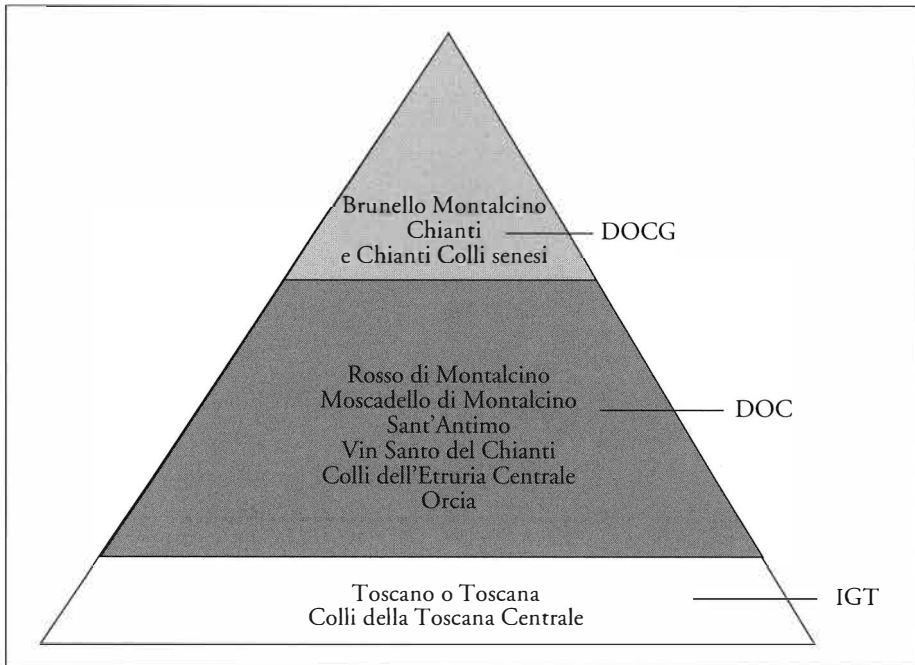 Brunello Montalcino
Chianti
e Chianti Colli senesi
DOCG
Rosso di Montalcino
Moscadello di Montalcino
Sant'Antimo
Vin Santo del Chianti
Colli dell'Etruria Centrale
Orcia
DOC
Toscano o Toscana
Colli della Toscana Centrale
IGT